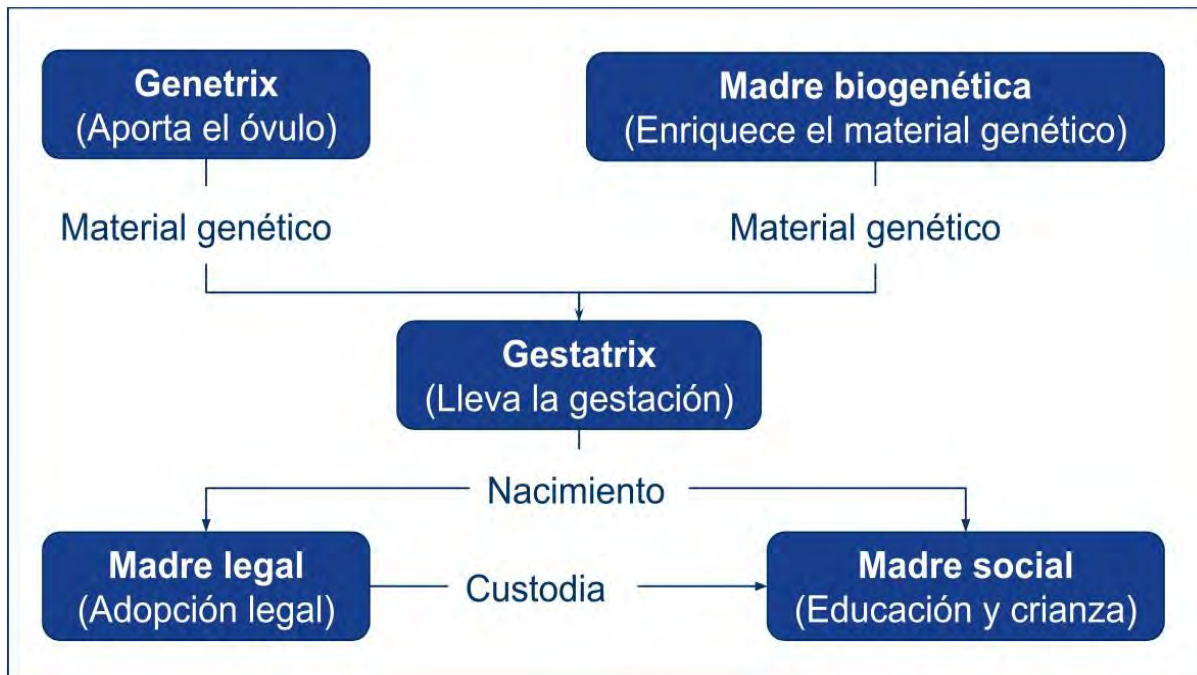 Genetrix
(Aporta el óvulo)
Madre biogenética
(Enriquece el material genético)
Material genético
Material genético
Gestatrix
(Lleva la gestación)
Nacimiento
Madre legal
(Adopción legal)
Custodia
Madre social
(Educación y crianza)